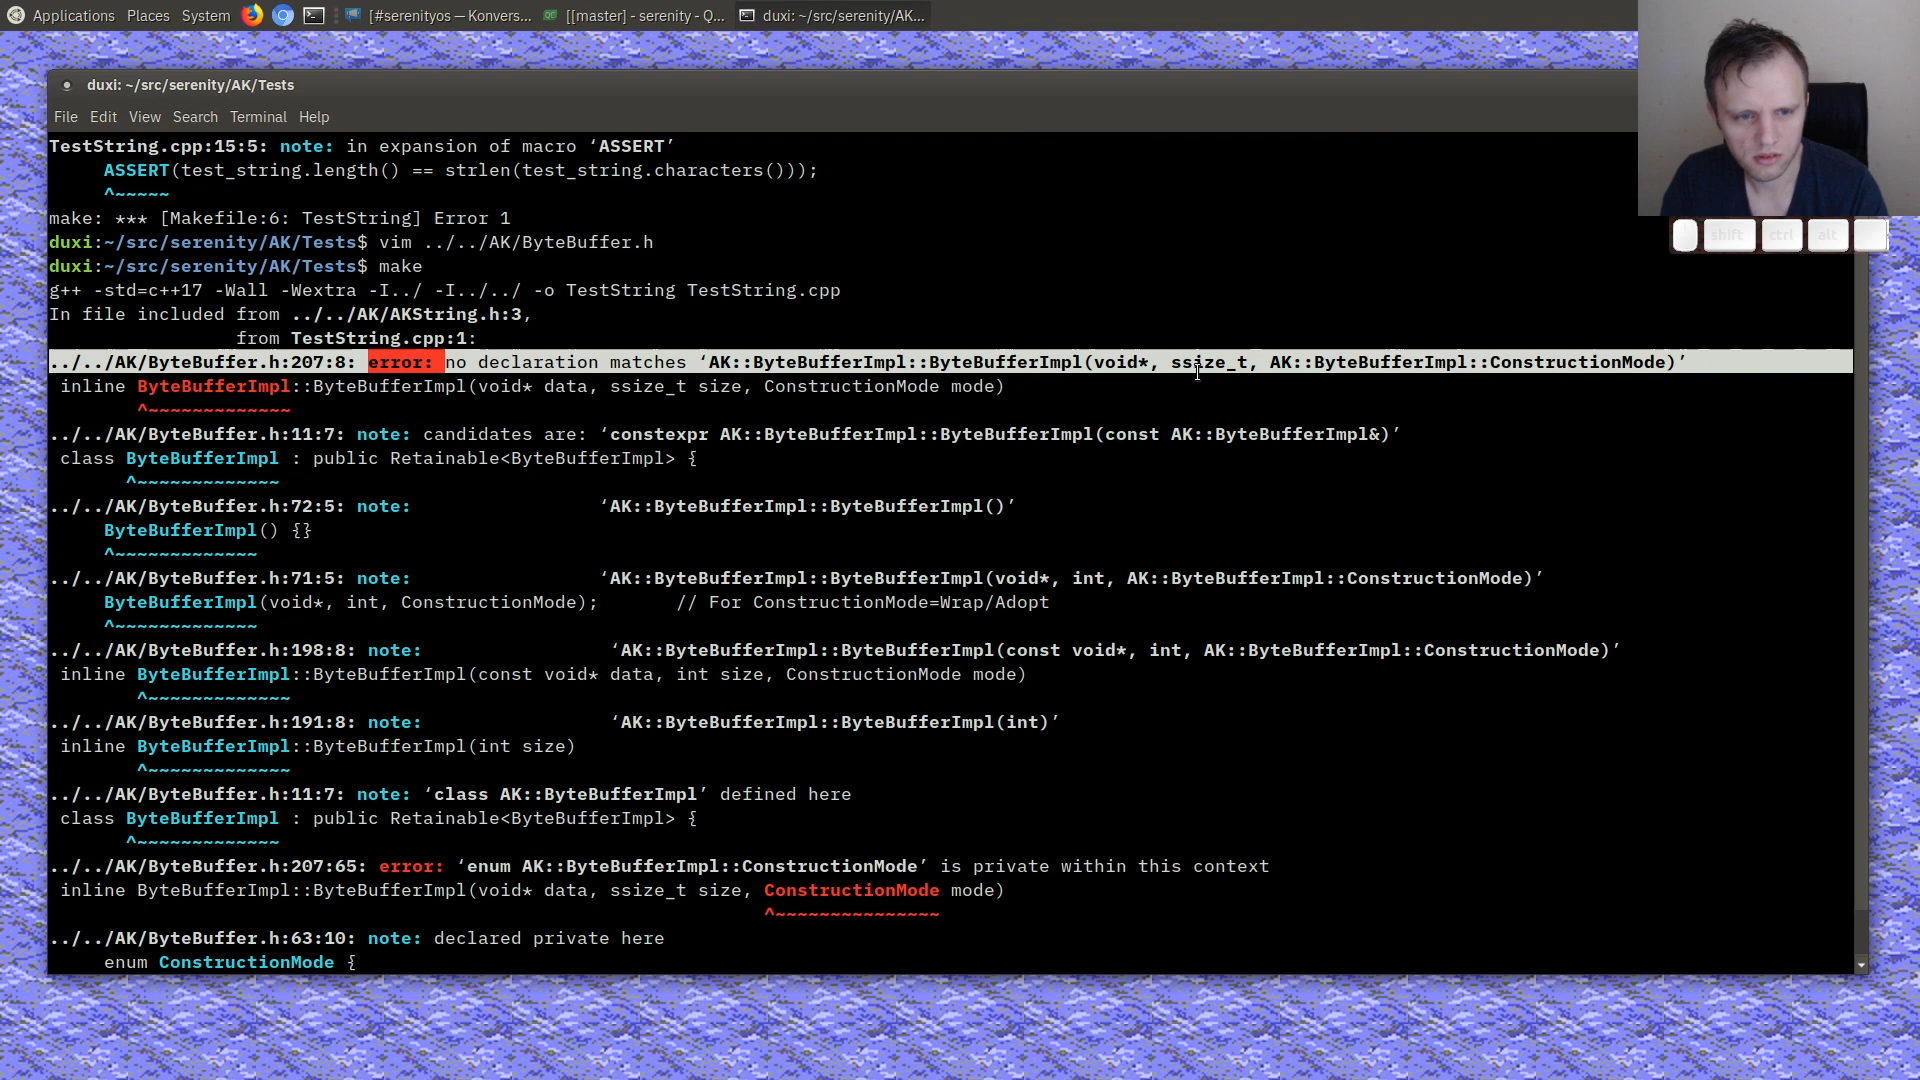 Applications Places System [#serenityos — Konvers... [[master] - serenity - Q... duxi: ~/src/serenity/AK...
duxi: ~/src/serenity/AK/Tests
File Edit View Search Terminal Help
TestString.cpp:15:5: note: in expansion of macro ‘ASSERT’
ASSERT(test_string.length() == strlen(test_string.characters()));
^~~~~~
make: *** [Makefile:6: TestString] Error 1
duxi:~/src/serenity/AK/Tests$ vim ../../AK/ByteBuffer.h
duxi:~/src/serenity/AK/Tests$ make
g++ -std=c++17 -Wall -Wextra -I../ -I../../ -o TestString TestString.cpp
In file included from ../../AK/AKString.h:3,
from TestString.cpp:1:
../../AK/ByteBuffer.h:207:8: error: no declaration matches ‘AK::ByteBufferImpl::ByteBufferImpl(void*, ssize_t, AK::ByteBufferImpl::ConstructionMode)’
inline ByteBufferImpl::ByteBufferImpl(void* data, ssize_t size, ConstructionMode mode)
^~~~~~~~~~~~~~
../../AK/ByteBuffer.h:11:7: note: candidates are: ‘constexpr AK::ByteBufferImpl::ByteBufferImpl(const AK::ByteBufferImpl&)’
class ByteBufferImpl : public Retainable<ByteBufferImpl> {
^~~~~~~~~~~~~~
../../AK/ByteBuffer.h:72:5: note: ‘AK::ByteBufferImpl::ByteBufferImpl()’
ByteBufferImpl() {}
^~~~~~~~~~~~~~
../../AK/ByteBuffer.h:71:5: note: ‘AK::ByteBufferImpl::ByteBufferImpl(void*, int, AK::ByteBufferImpl::ConstructionMode)’
ByteBufferImpl(void*, int, ConstructionMode); // For ConstructionMode=Wrap/Adopt
^~~~~~~~~~~~~~
../../AK/ByteBuffer.h:198:8: note: ‘AK::ByteBufferImpl::ByteBufferImpl(const void*, int, AK::ByteBufferImpl::ConstructionMode)’
inline ByteBufferImpl::ByteBufferImpl(const void* data, int size, ConstructionMode mode)
^~~~~~~~~~~~~~
../../AK/ByteBuffer.h:191:8: note: ‘AK::ByteBufferImpl::ByteBufferImpl(int)’
inline ByteBufferImpl::ByteBufferImpl(int size)
^~~~~~~~~~~~~~
../../AK/ByteBuffer.h:11:7: note: ‘class AK::ByteBufferImpl’ defined here
class ByteBufferImpl : public Retainable<ByteBufferImpl> {
^~~~~~~~~~~~~~
../../AK/ByteBuffer.h:207:65: error: ‘enum AK::ByteBufferImpl::ConstructionMode’ is private within this context
inline ByteBufferImpl::ByteBufferImpl(void* data, ssize_t size, ConstructionMode mode)
^~~~~~~~~~~~~~~~
../../AK/ByteBuffer.h:63:10: note: declared private here
enum ConstructionMode {
shift ctrl alt